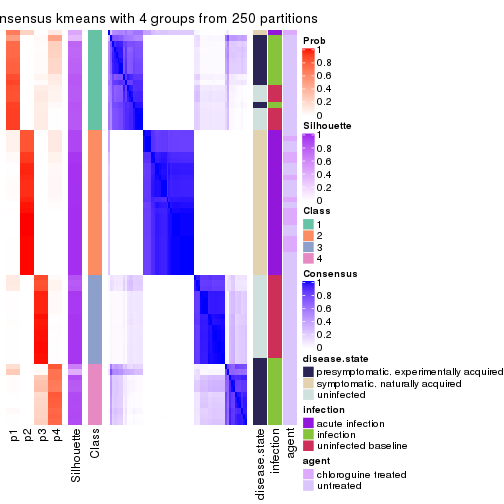 nsensus kmeans with 4 groups from 250 partitions
Prob
1
0.8
0.6
0.4
0.2
0
Silhouette
1
0.8
0.6
0.4
0.2
0
Class
1
2
3
4
Consensus
1
0.8
0.6
0.4
0.2
0
disease.state
presymptomatic. experimentally acquired
symptomatic. naturally acquired
uninfected
infection
acute infection
infection
uninfected baseline
agent
chloroguine treated
untreated
p1
p2
p3
p4
Silhouette
Class
disease.state
infection
agent